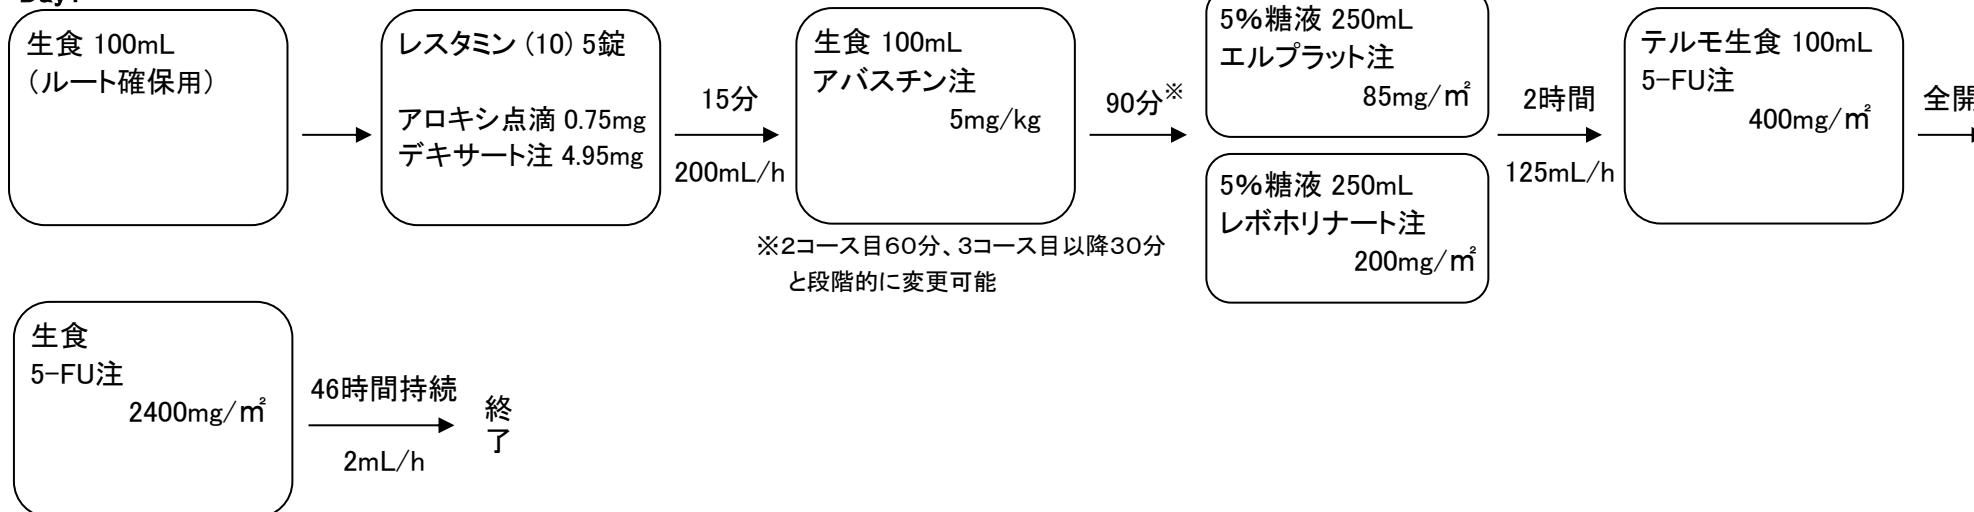 Day1
生食 100mL
（ルート確保用）
レスタミン (10) 5錠
アロキシ点滴 0.75mg
デキサート注 4.95mg
15分
200mL/h
生食 100mL
アバスチン注
5mg/kg
90分※
※2コース目60分、3コース目以降30分
と段階的に変更可能
5%糖液 250mL
エルプラット注
85mg/㎡
5%糖液 250mL
レボホリナート注
200mg/㎡
2時間
125mL/h
テルモ生食 100mL
5-FU注
400mg/㎡
全開
生食
5-FU注
2400mg/㎡
46時間持続
2mL/h
終
了